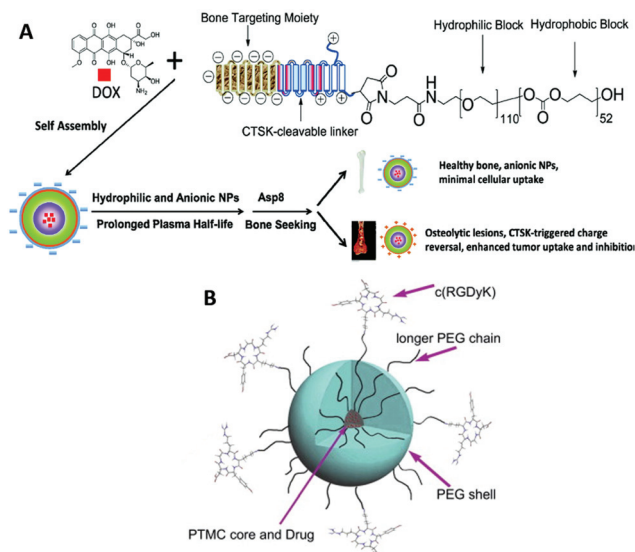 A
Bone Targeting Moiety
Hydrophilic Block
Hydrophobic Block
DOX
CTSK-cleavable linker
110
52
Self Assembly
Hydrophilic and Anionic NPs
Prolonged Plasma Half-life
Asp8
Bone Seeking
Healthy bone, anionic NPs,
minimal cellular uptake
Osteolytic lesions, CTSK-triggered charge
reversal, enhanced tumor uptake and inhibition
B
c(RGDyK)
longer PEG chain
PEG shell
PTMC core and Drug